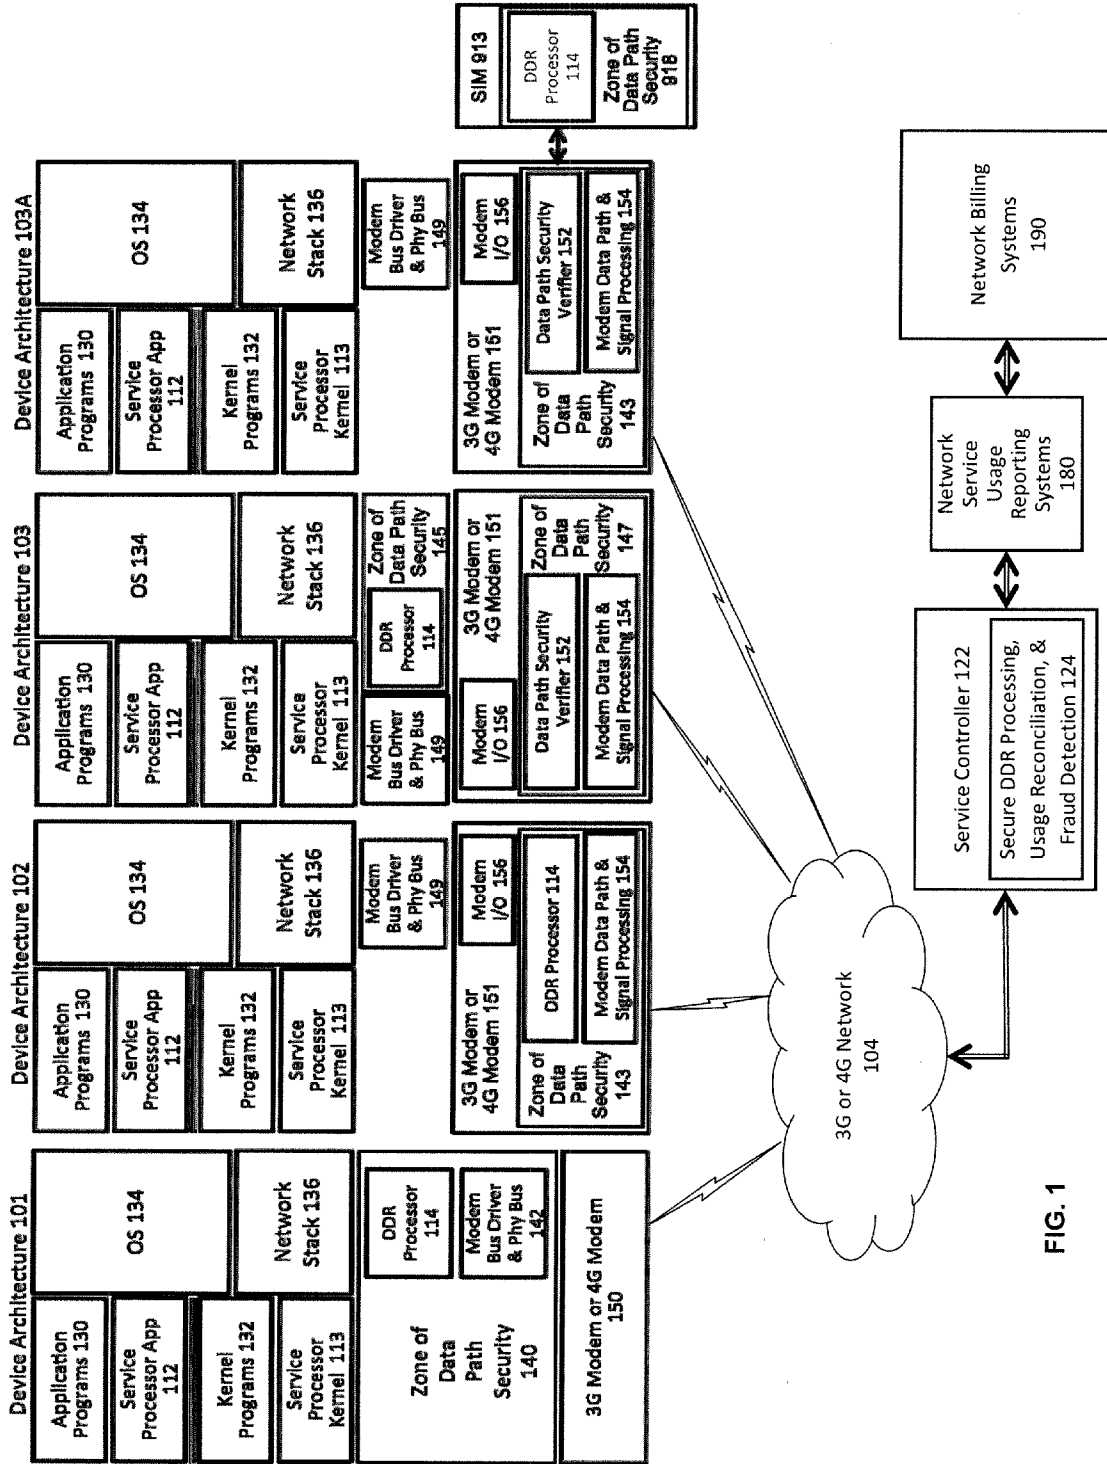 Device Architecture 101
Application
Programs 130
Service
Processor App
112
OS 134
Kernel
Programs 132
Service
Processor
Kernel 113
Network
Stack 136
Zone of
Data
Path
Security
140
DDR
Processor
114
Modem
Bus Driver
& Phy Bus
142
3G Modem or 4G Modem
150
Device Architecture 102
Application
Programs 130
Service
Processor App
112
OS 134
Kernel
Programs 132
Service
Processor
Kernel 113
Network
Stack 136
Modem
Bus Driver
& Phy Bus
149
3G Modem or
4G Modem 151
Modem
I/O 156
Zone of
Data
Path
Security
143
DDR Processor 114
Modem Data Path &
Signal Processing 154
Device Architecture 103
Application
Programs 130
Service
Processor App
112
OS 134
Kernel
Programs 132
Service
Processor
Kernel 113
Network
Stack 136
Modem
Bus Driver
& Phy Bus
149
DDR
Processor
114
Zone of
Data Path
Security
145
Modem
I/O 156
3G Modem or
4G Modem 151
Data Path Security
Verifier 152
Modem Data Path &
Signal Processing 154
Zone of
Data
Path
Security
147
Device Architecture 103A
Application
Programs 130
Service
Processor App
112
OS 134
Kernel
Programs 132
Service
Processor
Kernel 113
Network
Stack 136
Modem
Bus Driver
& Phy Bus
149
3G Modem or
4G Modem 151
Modem
I/O 156
Zone of
Data
Path
Security
143
Data Path Security
Verifier 152
Modem Data Path &
Signal Processing 154
SIM 913
DDR
Processor
114
Zone of
Data Path
Security
918
3G or 4G Network
104
Service Controller 122
Secure DDR Processing,
Usage Reconciliation, &
Fraud Detection 124
Network
Service
Usage
Reporting
Systems
180
Network Billing
Systems
190
FIG. 1